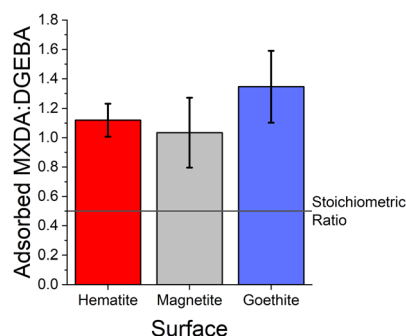 Adsorbed MXDA:DGEBA
1.8
1.6
1.4
1.2
1.0
0.8
0.6
0.4
0.2
0.0
Stoichiometric
Ratio
Hematite Magnetite Goethite
Surface